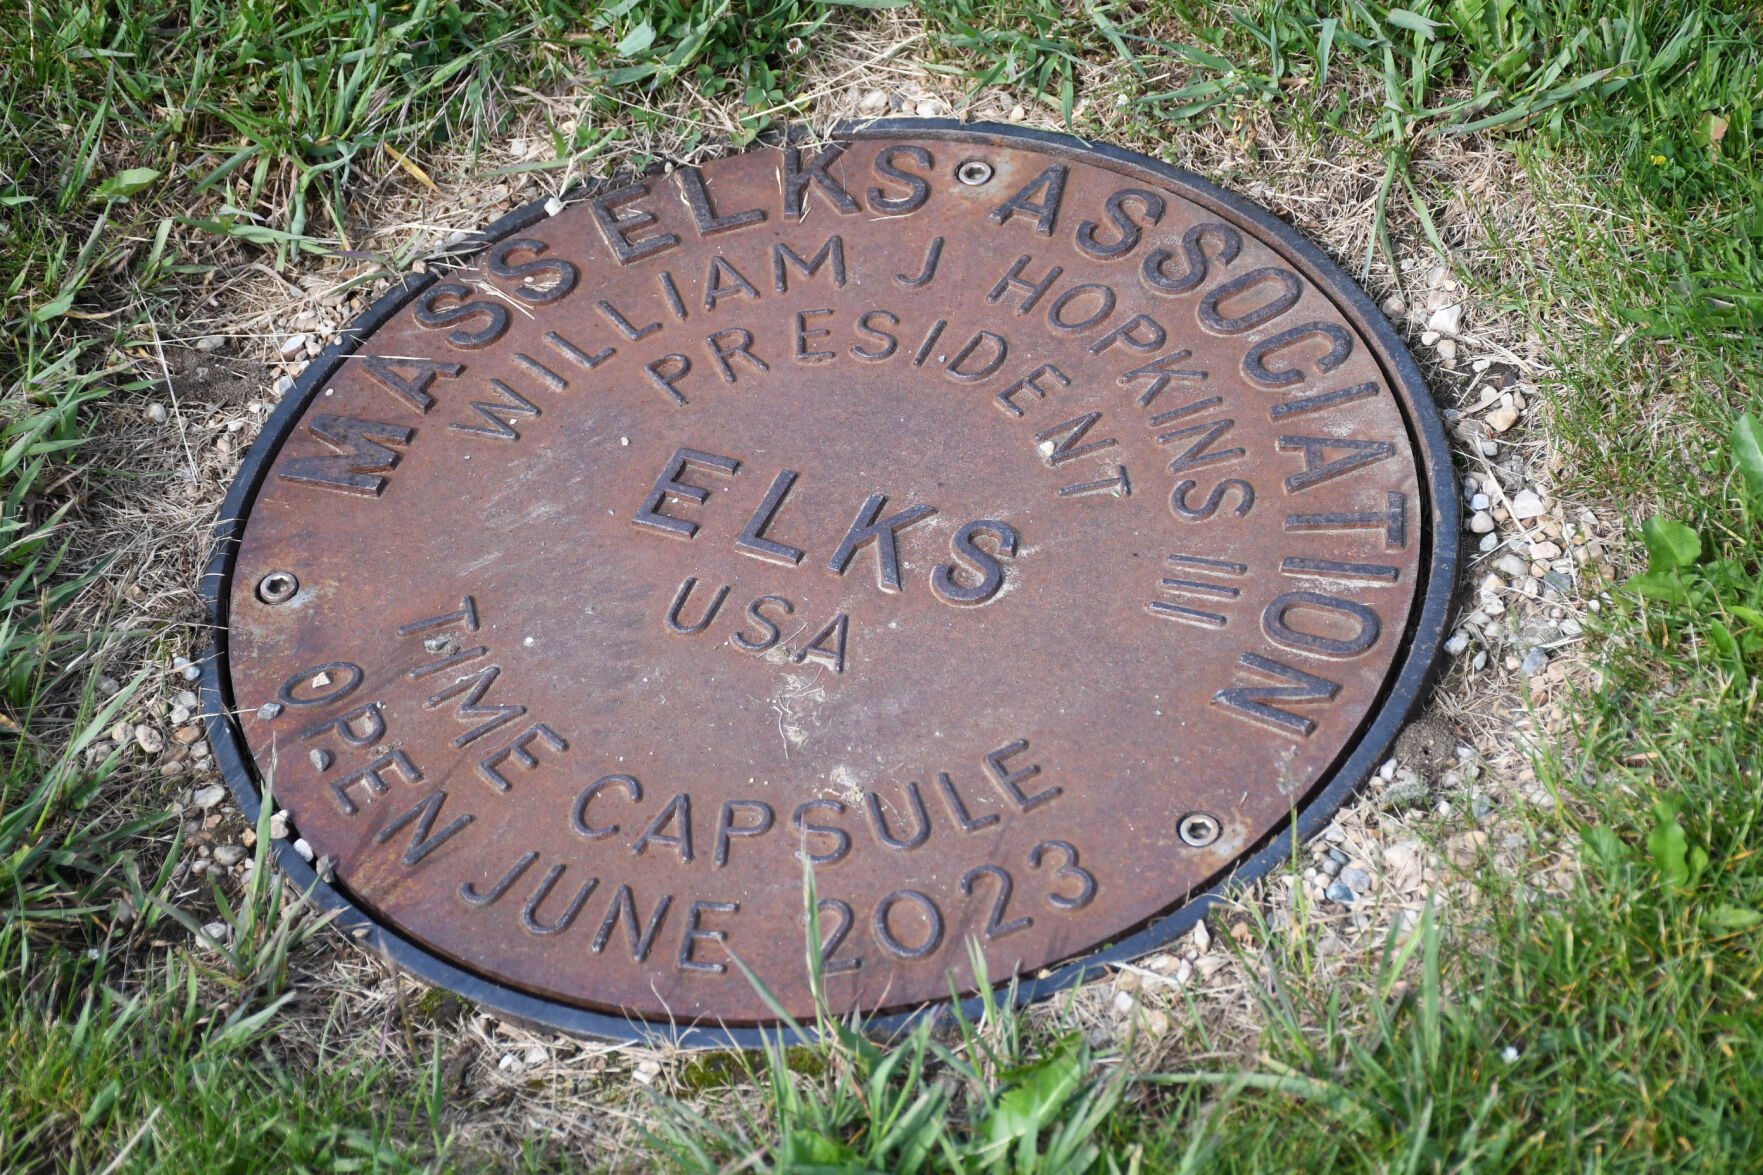 MASS ELKS ASSOCIATION
WILLIAM J HOPKINS III
PRESIDENT
ELKS
USA
TIME CAPSULE
OPEN JUNE 2023